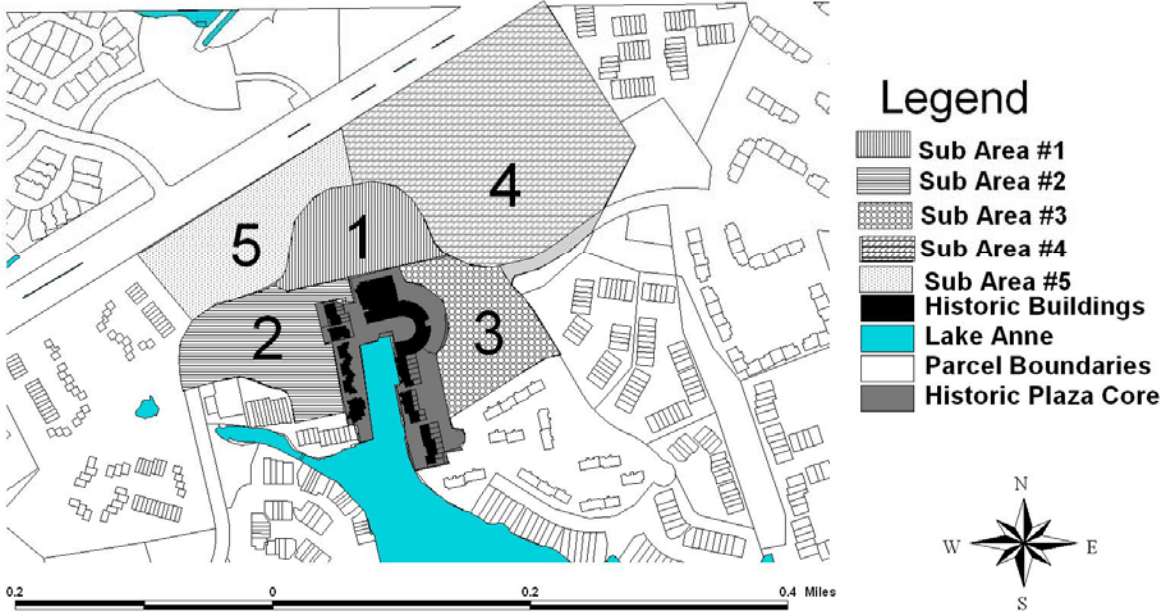 4
5
1
2
3
Legend
Sub Area #1
Sub Area #2
Sub Area #3
Sub Area #4
Sub Area #5
Historic Buildings
Lake Anne
Parcel Boundaries
Historic Plaza Core
N
W E
S
0.2 0 0.2 0.4 Miles